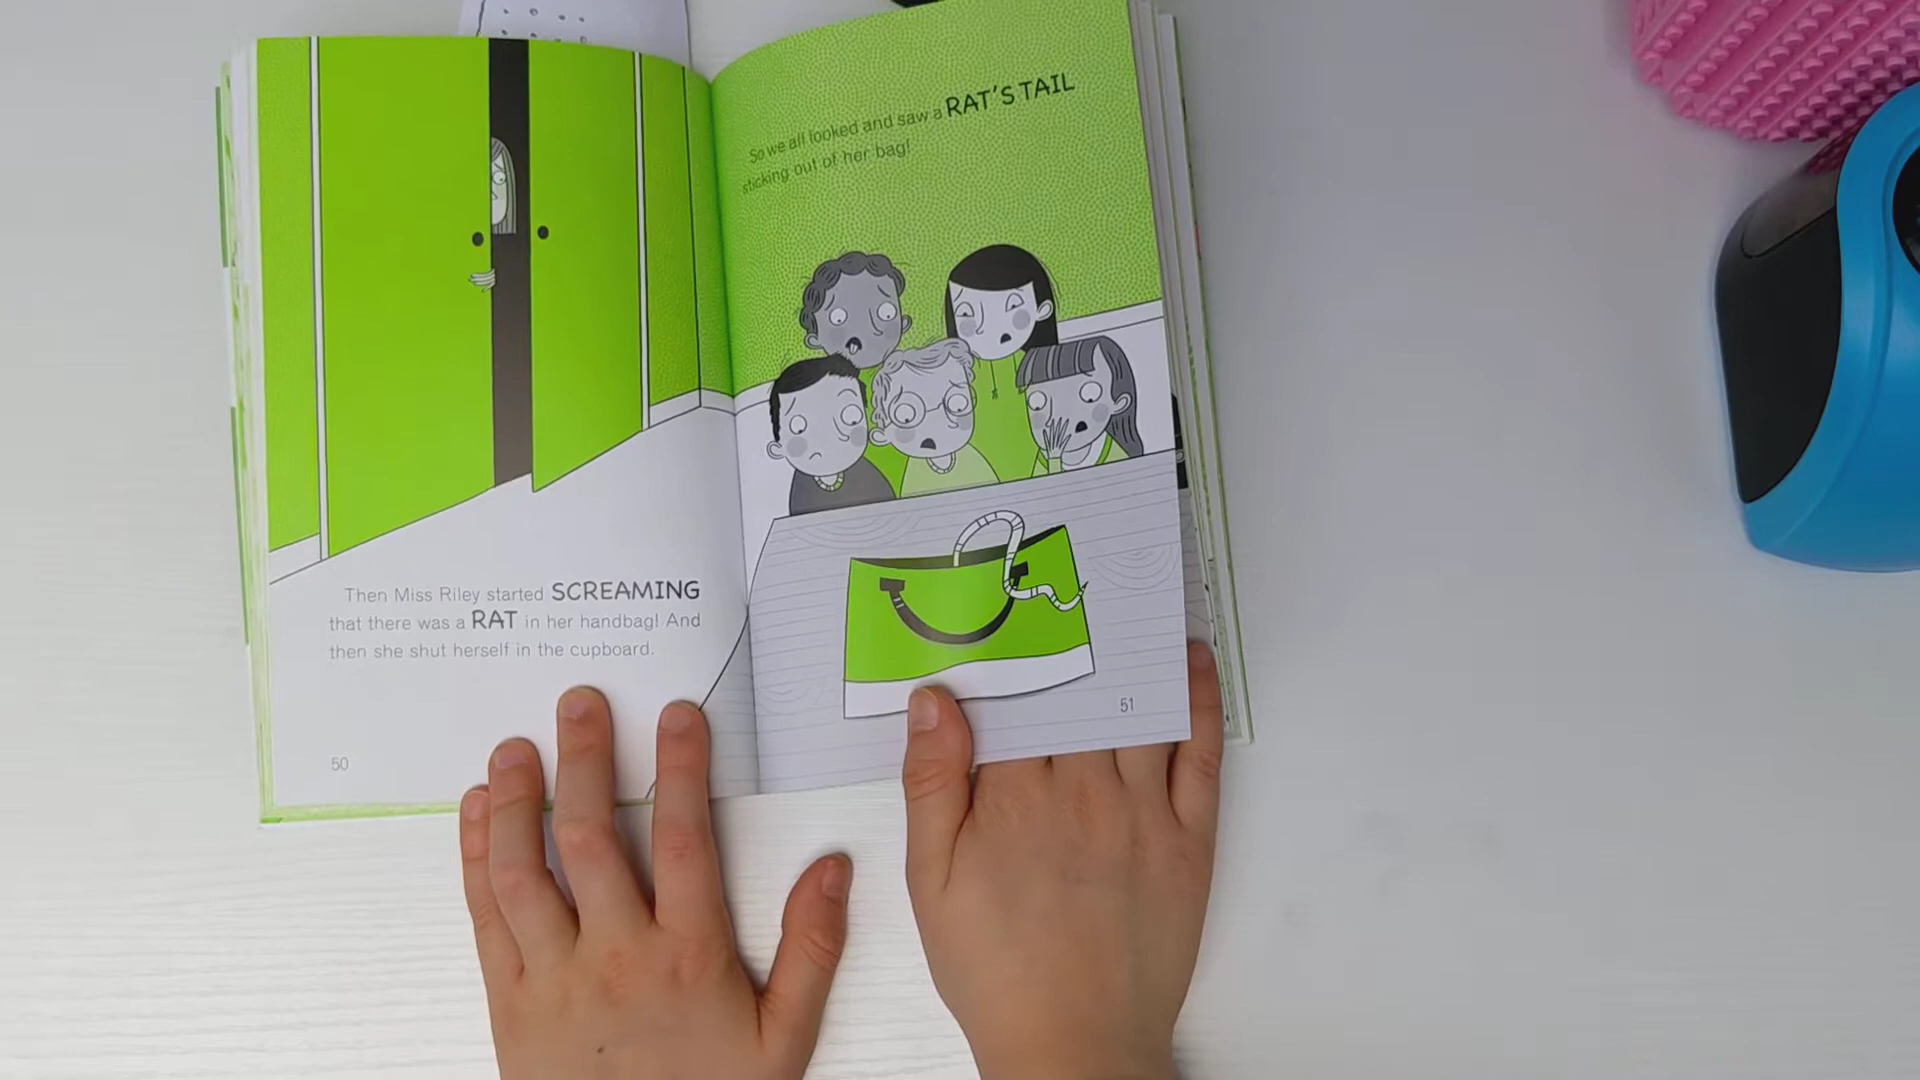 Then Miss Riley started SCREAMING
that there was a RAT in her handbag! And
then she shut herself in the cupboard.
50
So we all looked and saw a RAT'S TAIL
sticking out of her bag!
51